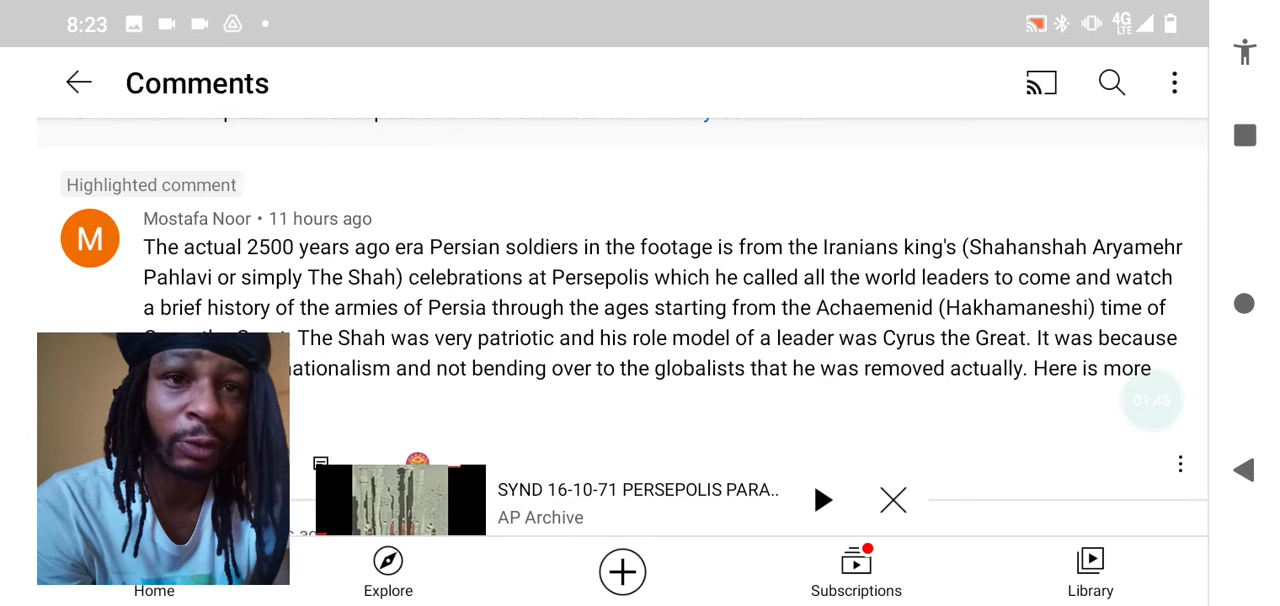 8:23
4G
LTE
Comments
Highlighted comment
Mostafa Noor • 11 hours ago
The actual 2500 years ago era Persian soldiers in the footage is from the Iranians king's (Shahanshah Aryamehr
Pahlavi or simply The Shah) celebrations at Persepolis which he called all the world leaders to come and watch
a brief history of the armies of Persia through the ages starting from the Achaemenid (Hakhamaneshi) time of
The Shah was very patriotic and his role model of a leader was Cyrus the Great. It was because
nationalism and not bending over to the globalists that he was removed actually. Here is more
01:48
M
SYND 16-10-71 PERSEPOLIS PARA..
AP Archive
Home
Explore
Subscriptions
Library